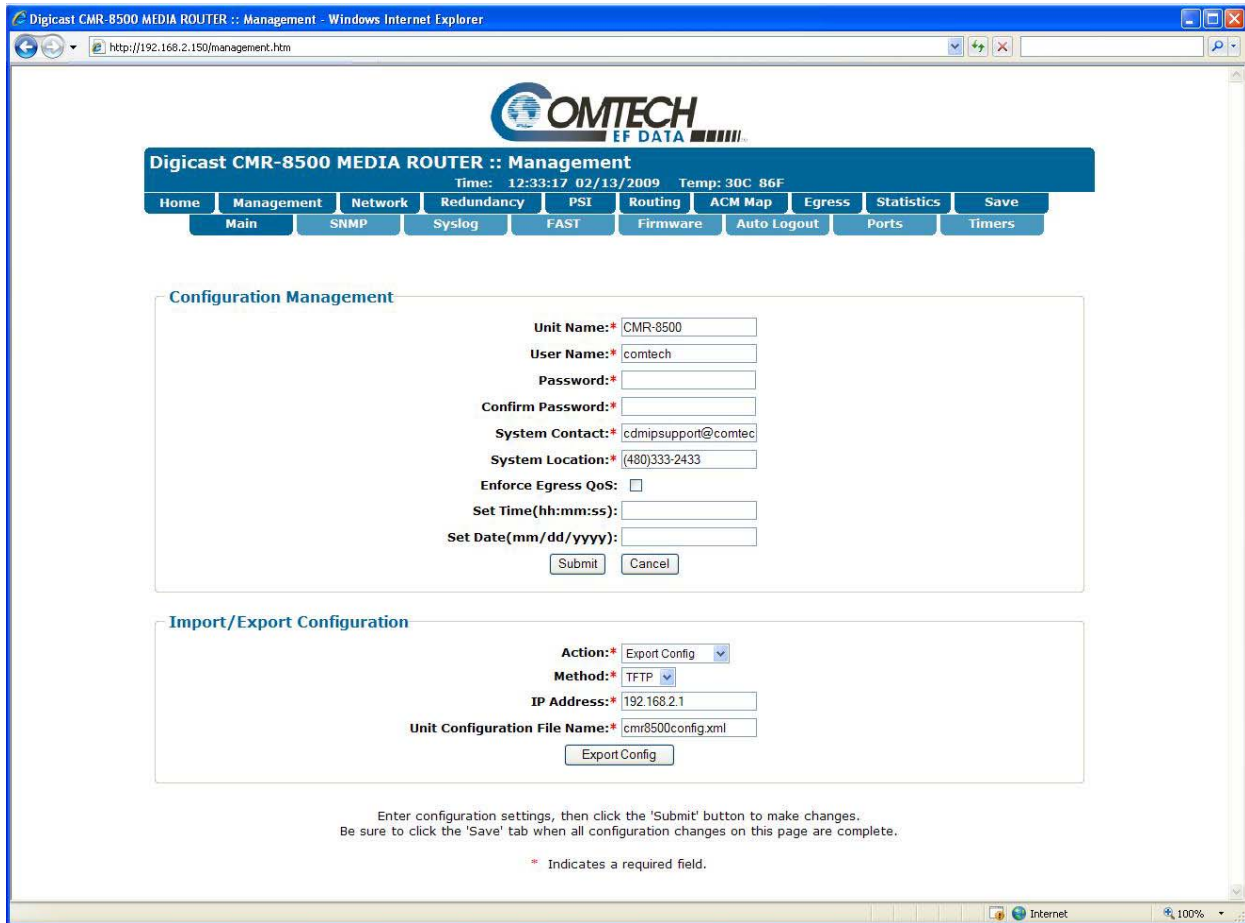 Digicast CMR-8500 MEDIA ROUTER :: Management - Windows Internet Explorer
http://192.168.2.150/management.htm
COMTECH
EF DATA
Digicast CMR-8500 MEDIA ROUTER :: Management
Time: 12:33:17 02/13/2009 Temp: 30C 86F
Home Management Network Redundancy PSI Routing ACM Map Egress Statistics Save
Main SNMP Syslog FAST Firmware Auto Logout Ports Timers
Configuration Management
Unit Name:* CMR-8500
User Name:* comtech
Password:*
Confirm Password:*
System Contact:* cdmipsupport@comtec
System Location:* (480)333-2433
Enforce Egress QoS:
Set Time(hh:mm:ss):
Set Date(mm/dd/yyyy):
Submit Cancel
Import/Export Configuration
Action:* Export Config
Method:* TFTP
IP Address:* 192.168.2.1
Unit Configuration File Name:* cmr8500config.xml
Export Config
Enter configuration settings, then click the 'Submit' button to make changes.
Be sure to click the 'Save' tab when all configuration changes on this page are complete.
* Indicates a required field.
Internet 100%